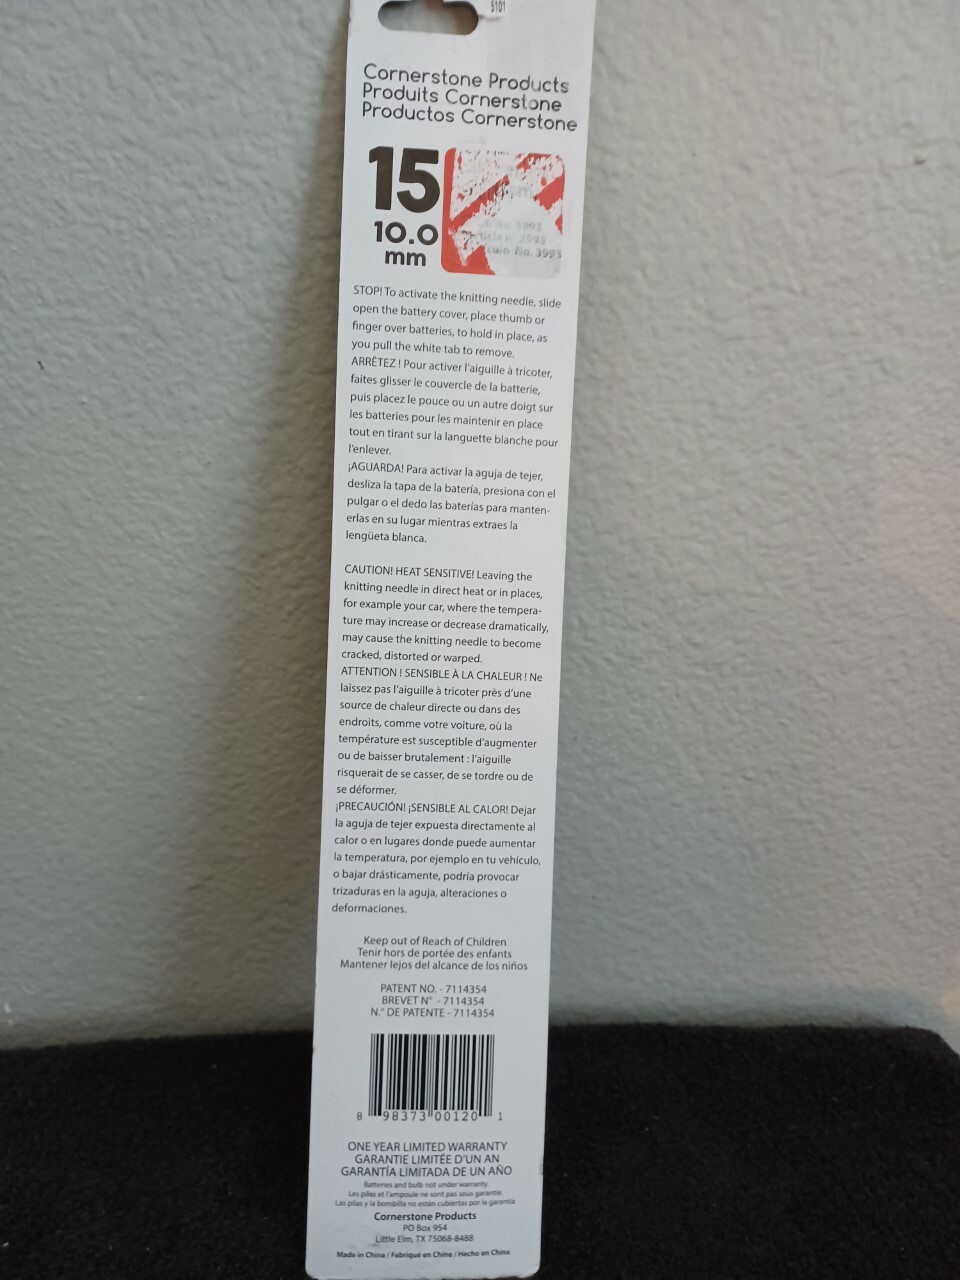 5101
Cornerstone Products
Produits Cornerstone
Productos Cornerstone
15
10.0
mm
No. 3993
3993
No. 3993
STOP! To activate the knitting needle, slide
open the battery cover, place thumb or
finger over batteries, to hold in place, as
you pull the white tab to remove.
ARRÊTEZ ! Pour activer l'aiguille à tricoter,
faites glisser le couvercle de la batterie,
puis placez le pouce ou un autre doigt sur
les batteries pour les maintenir en place
tout en tirant sur la languette blanche pour
l'enlever.
¡AGUARDA! Para activar la aguja de tejer,
desliza la tapa de la batería, presiona con el
pulgar o el dedo las baterías para manten-
erlas en su lugar mientras extraes la
lengüeta blanca.
CAUTION! HEAT SENSITIVE! Leaving the
knitting needle in direct heat or in places,
for example your car, where the tempera-
ture may increase or decrease dramatically,
may cause the knitting needle to become
cracked, distorted or warped.
ATTENTION ! SENSIBLE À LA CHALEUR ! Ne
laissez pas l'aiguille à tricoter près d'une
source de chaleur directe ou dans des
endroits, comme votre voiture, où la
température est susceptible d'augmenter
ou de baisser brutalement : l'aiguille
risquerait de se casser, de se tordre ou de
se déformer.
¡PRECAUCIÓN! ¡SENSIBLE AL CALOR! Dejar
la aguja de tejer expuesta directamente al
calor o en lugares donde puede aumentar
la temperatura, por ejemplo en tu vehículo,
o bajar drásticamente, podría provocar
trizaduras en la aguja, alteraciones o
deformaciones.
Keep out of Reach of Children
Tenir hors de portée des enfants
Mantener lejos del alcance de los niños
PATENT NO. - 7114354
BREVET N° - 7114354
N.° DE PATENTE - 7114354
8 98373 00120 1
ONE YEAR LIMITED WARRANTY
GARANTIE LIMITÉE D'UN AN
GARANTÍA LIMITADA DE UN AÑO
Batteries and bulb not under warranty.
Les piles et l'ampoule ne sont pas sous garantie.
Las pilas y la bombilla no están cubiertas por la garantía
Cornerstone Products
PO Box 954
Little Elm, TX 75068-8488
Made in China / Fabriqué en Chine / Hecho en China